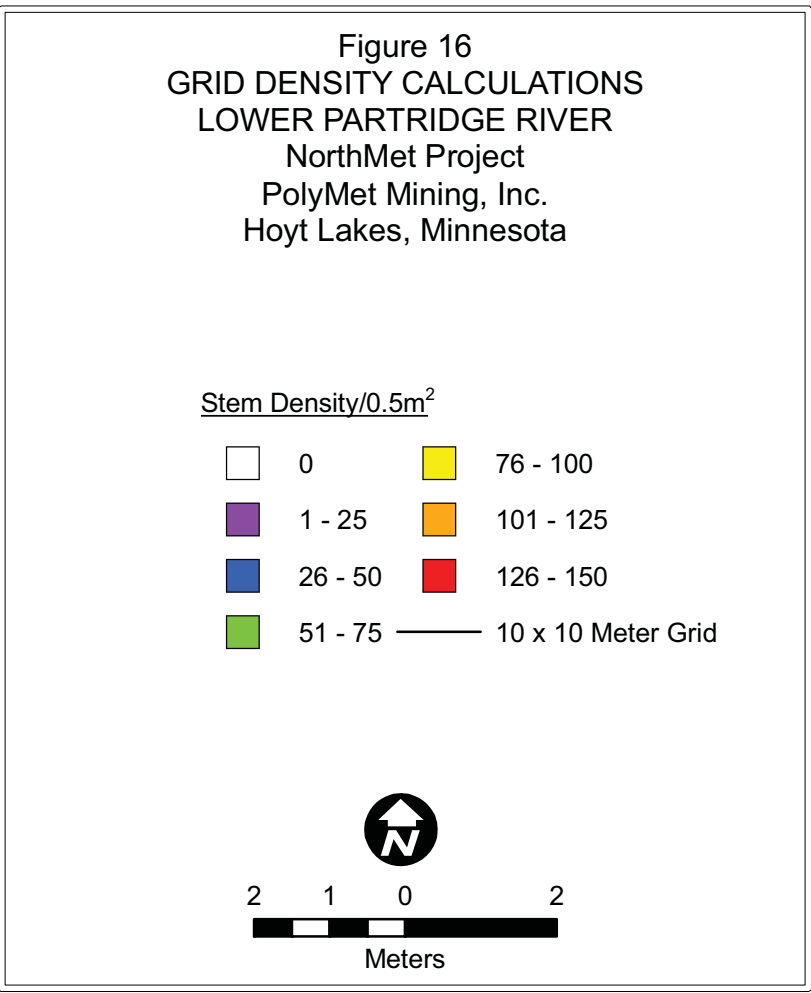 Figure 16
GRID DENSITY CALCULATIONS
LOWER PARTRIDGE RIVER
NorthMet Project
PolyMet Mining, Inc.
Hoyt Lakes, Minnesota
Stem Density/0.5m²
0 76 - 100
1 - 25 101 - 125
26 - 50 126 - 150
51 - 75 10 x 10 Meter Grid
N
2 1 0 2
Meters